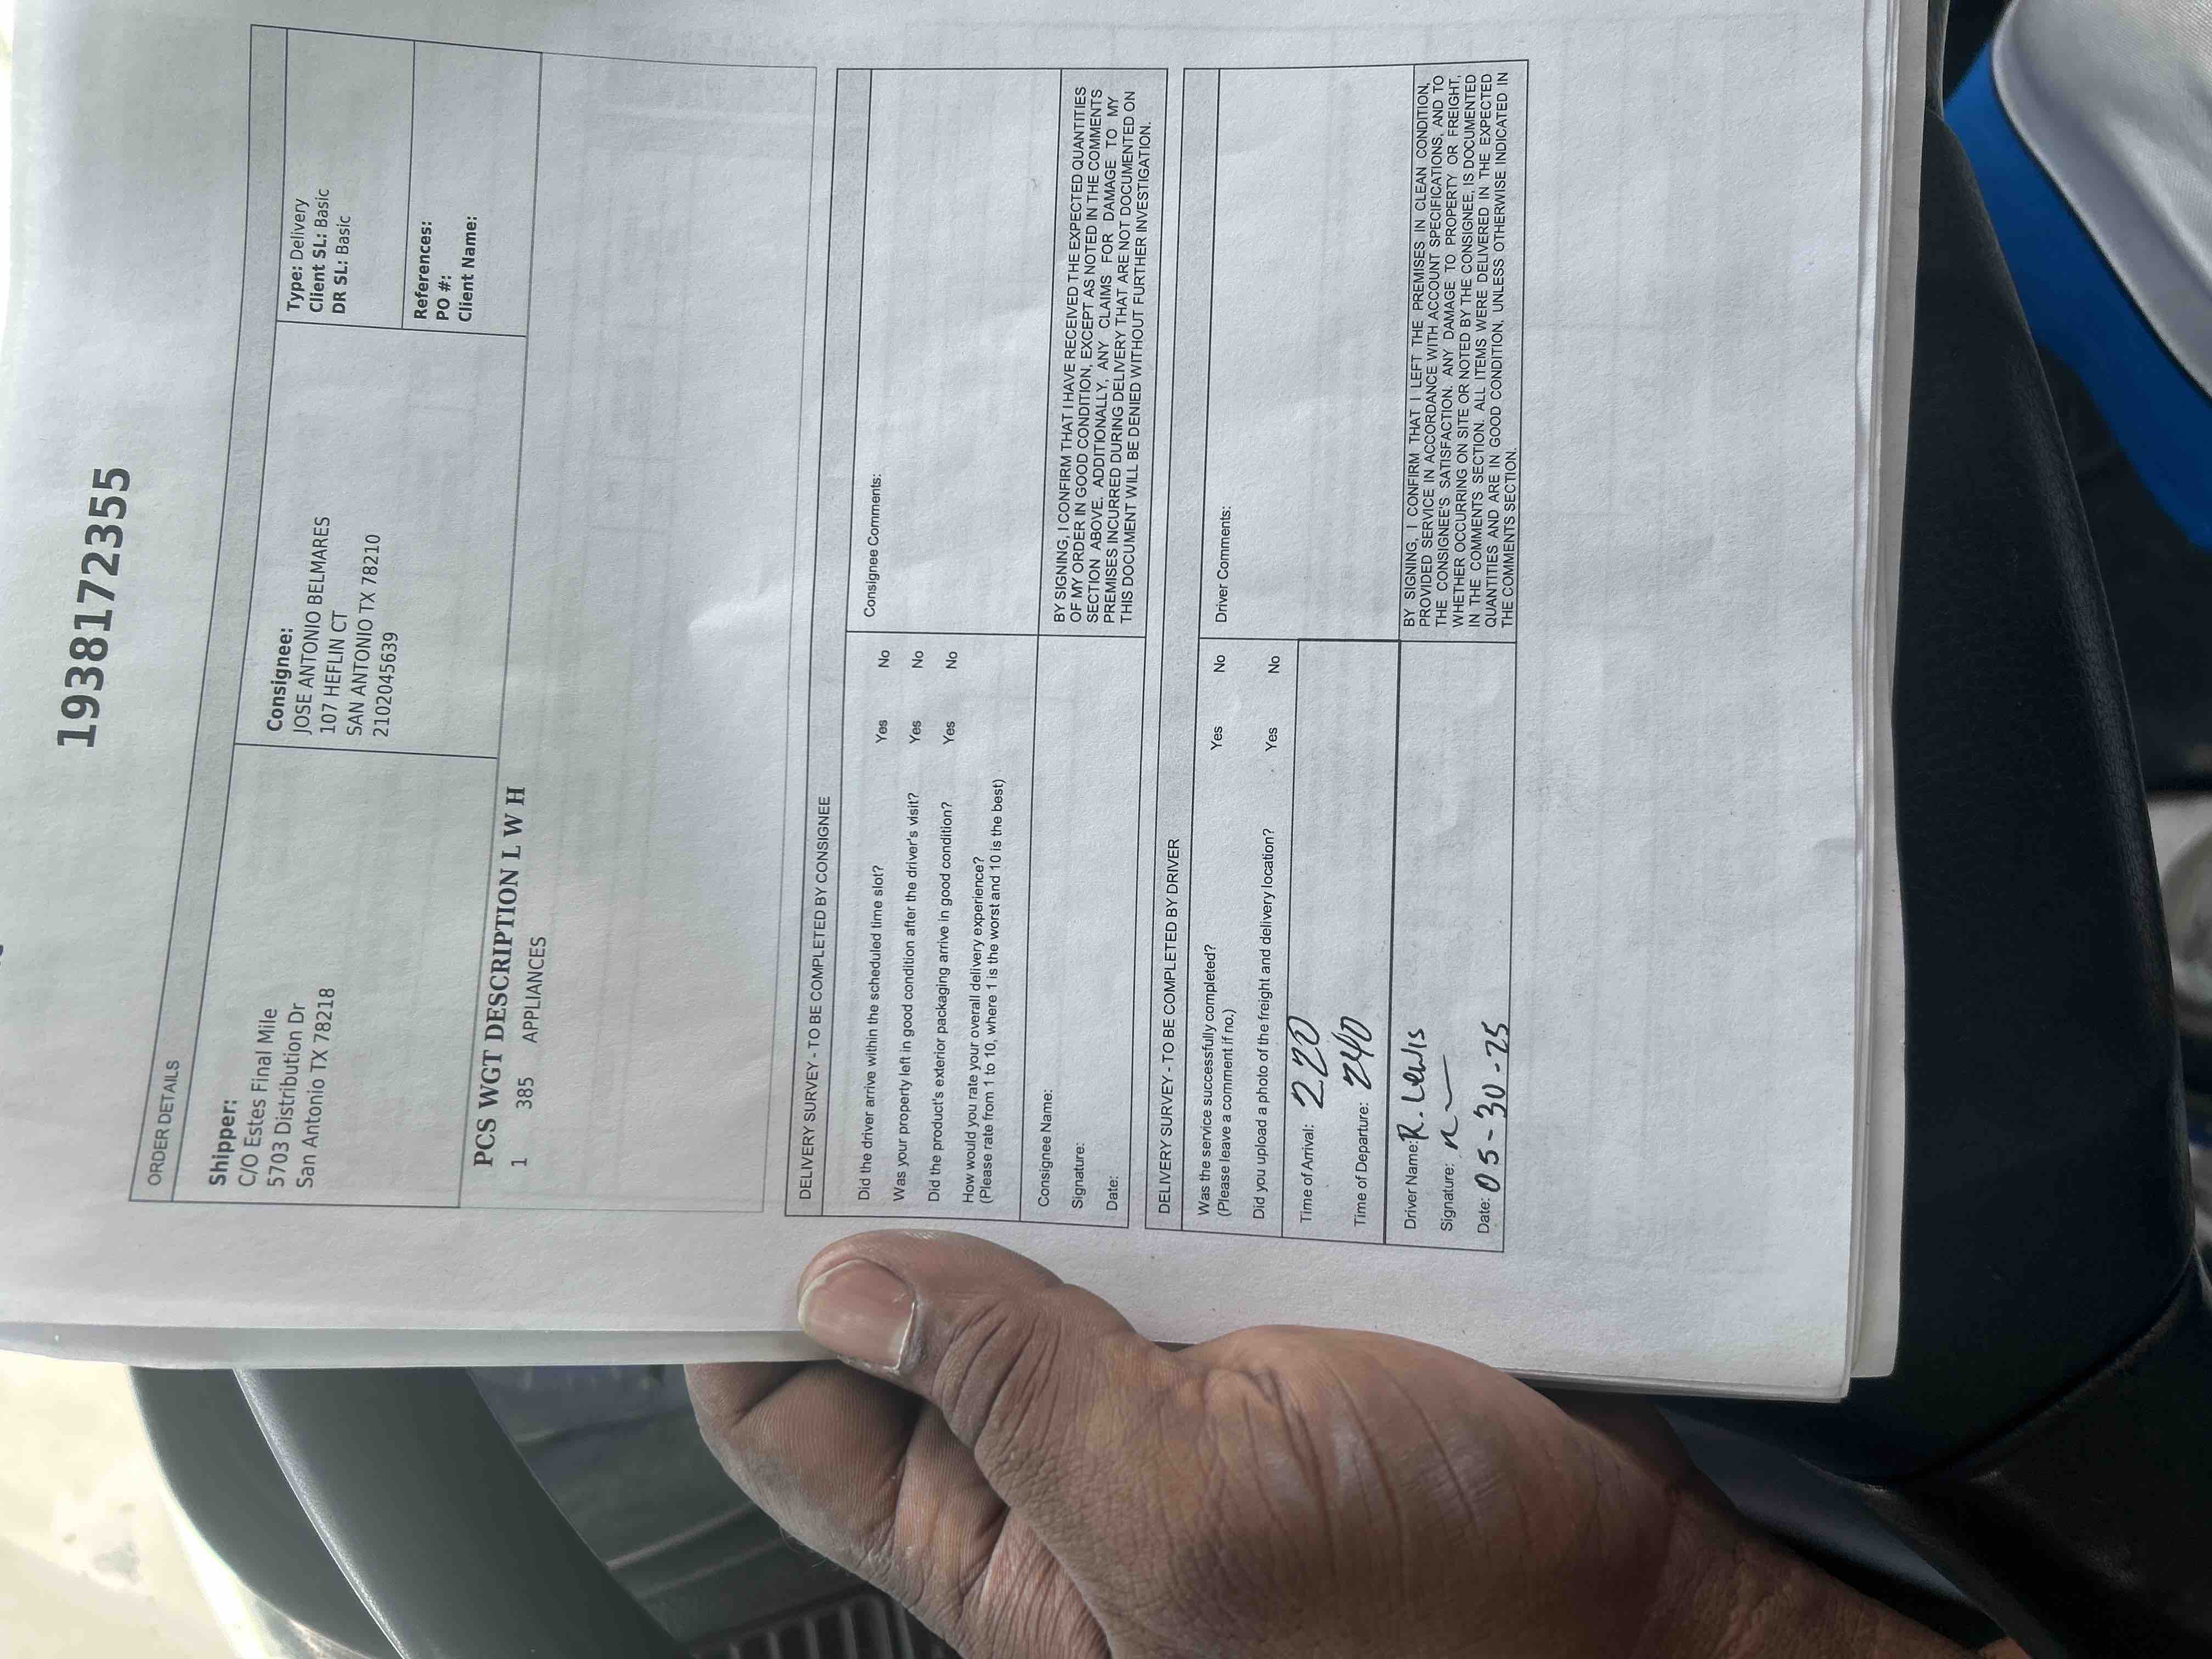 1938172355
ORDER DETAILS
Shipper:
C/O Estes Final Mile
5703 Distribution Dr
San Antonio TX 78218
Consignee:
JOSE ANTONIO BELMARES
107 HEFLIN CT
SAN ANTONIO TX 78210
2102045639
Type: Delivery
Client SL: Basic
DR SL: Basic
References:
PO #:
Client Name:
PCS WGT DESCRIPTION L W H
1 385 APPLIANCES
DELIVERY SURVEY - TO BE COMPLETED BY CONSIGNEE
Did the driver arrive within the scheduled time slot? Yes No
Was your property left in good condition after the driver's visit? Yes No
Did the product's exterior packaging arrive in good condition? Yes No
How would you rate your overall delivery experience?
(Please rate from 1 to 10, where 1 is the worst and 10 is the best)
Consignee Comments:
Consignee Name:
Signature:
Date:
BY SIGNING, I CONFIRM THAT I HAVE RECEIVED THE EXPECTED QUANTITIES
OF MY ORDER IN GOOD CONDITION, EXCEPT AS NOTED IN THE COMMENTS
SECTION ABOVE. ADDITIONALLY, ANY CLAIMS FOR DAMAGE TO MY
PREMISES INCURRED DURING DELIVERY THAT ARE NOT DOCUMENTED ON
THIS DOCUMENT WILL BE DENIED WITHOUT FURTHER INVESTIGATION.
DELIVERY SURVEY - TO BE COMPLETED BY DRIVER
Was the service successfully completed? Yes No
(Please leave a comment if no.)
Did you upload a photo of the freight and delivery location? Yes No
Driver Comments:
Time of Arrival: 220
Time of Departure: 240
Driver Name: R. Lewis
Signature:
Date: 05-30-25
BY SIGNING, I CONFIRM THAT I LEFT THE PREMISES IN CLEAN CONDITION,
PROVIDED SERVICE IN ACCORDANCE WITH ACCOUNT SPECIFICATIONS, AND TO
THE CONSIGNEE'S SATISFACTION. ANY DAMAGE TO PROPERTY OR FREIGHT,
WHETHER OCCURRING ON SITE OR NOTED BY THE CONSIGNEE, IS DOCUMENTED
IN THE COMMENTS SECTION. ALL ITEMS WERE DELIVERED IN THE EXPECTED
QUANTITIES AND ARE IN GOOD CONDITION, UNLESS OTHERWISE INDICATED IN
THE COMMENTS SECTION.